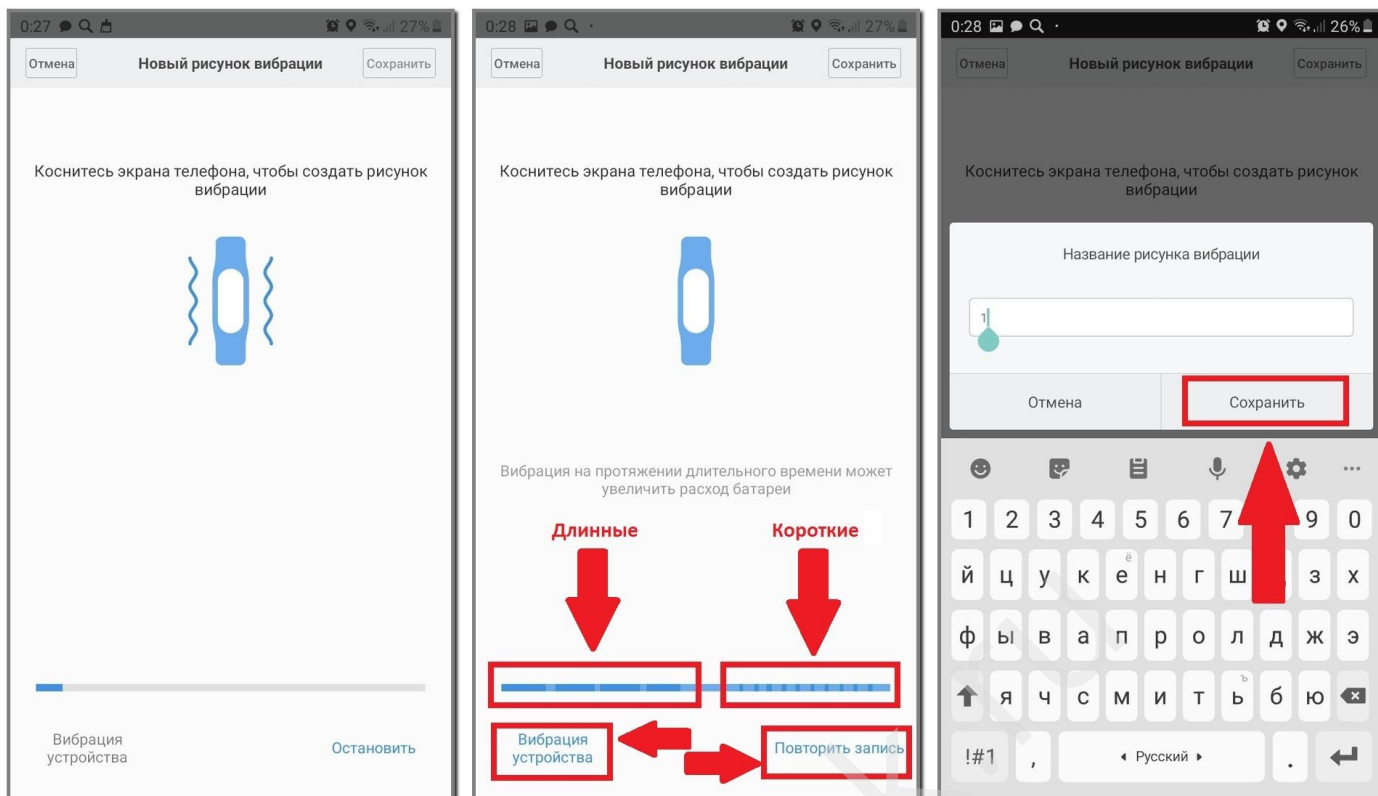 0:27 27%
Отмена Новый рисунок вибрации Сохранить
Коснитесь экрана телефона, чтобы создать рисунок
вибрации
Вибрация
устройства
Остановить
0:28 27%
Отмена Новый рисунок вибрации Сохранить
Коснитесь экрана телефона, чтобы создать рисунок
вибрации
Вибрация на протяжении длительного времени может
увеличить расход батареи
Длинные Короткие
Вибрация
устройства
Повторить запись
0:28 26%
Отмена Новый рисунок вибрации Сохранить
Коснитесь экрана телефона, чтобы создать рисунок
вибрации
Название рисунка вибрации
1
Отмена Сохранить
1 2 3 4 5 6 7 9 0
й ц у к е ё н г ш з х
ф ы в а п р о л д ж э
я ч с м и т ь ъ б ю
!#1 , Русский .